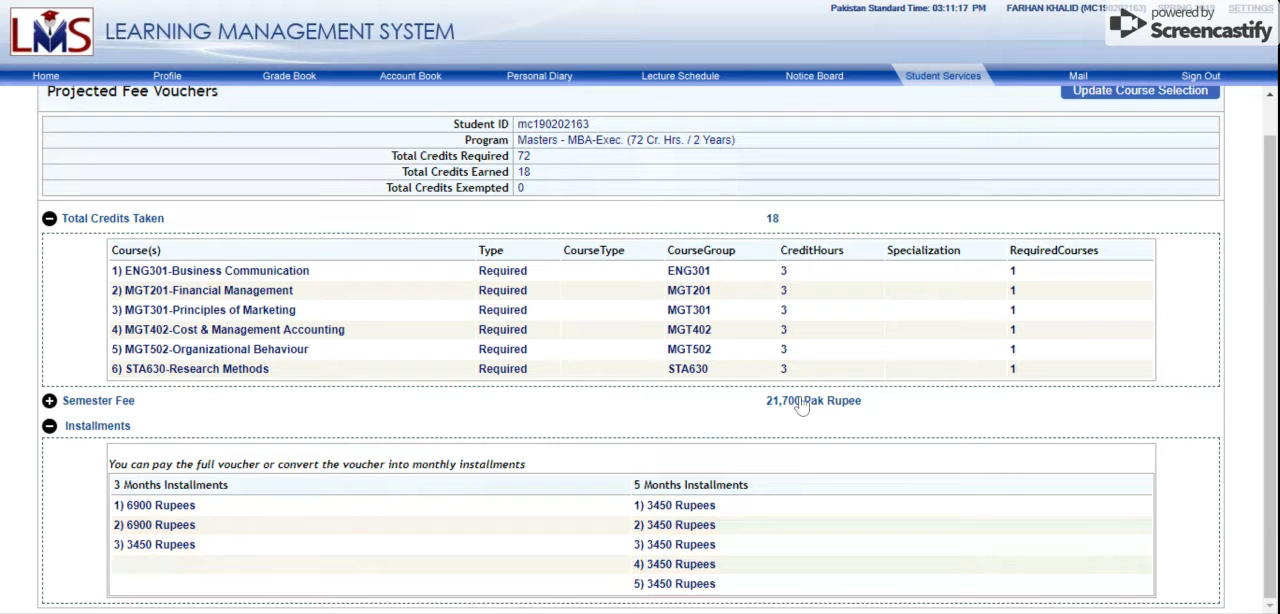 Pakistan Standard Time: 03:11:17 PM FARHAN KHALID (MC190202163) SPRING 2019 SETTINGS
powered by
Screencastify
LMS LEARNING MANAGEMENT SYSTEM
Home Profile Grade Book Account Book Personal Diary Lecture Schedule Notice Board Student Services Mail Sign Out
Projected Fee Vouchers Update Course Selection
Student ID mc190202163
Program Masters - MBA-Exec. (72 Cr. Hrs. / 2 Years)
Total Credits Required 72
Total Credits Earned 18
Total Credits Exempted 0
Total Credits Taken 18
Course(s) Type CourseType CourseGroup CreditHours Specialization RequiredCourses
1) ENG301-Business Communication Required ENG301 3 1
2) MGT201-Financial Management Required MGT201 3 1
3) MGT301-Principles of Marketing Required MGT301 3 1
4) MGT402-Cost & Management Accounting Required MGT402 3 1
5) MGT502-Organizational Behaviour Required MGT502 3 1
6) STA630-Research Methods Required STA630 3 1
Semester Fee 21,700 Pak Rupee
Installments
You can pay the full voucher or convert the voucher into monthly installments
3 Months Installments 5 Months Installments
1) 6900 Rupees 1) 3450 Rupees
2) 6900 Rupees 2) 3450 Rupees
3) 3450 Rupees 3) 3450 Rupees
4) 3450 Rupees
5) 3450 Rupees